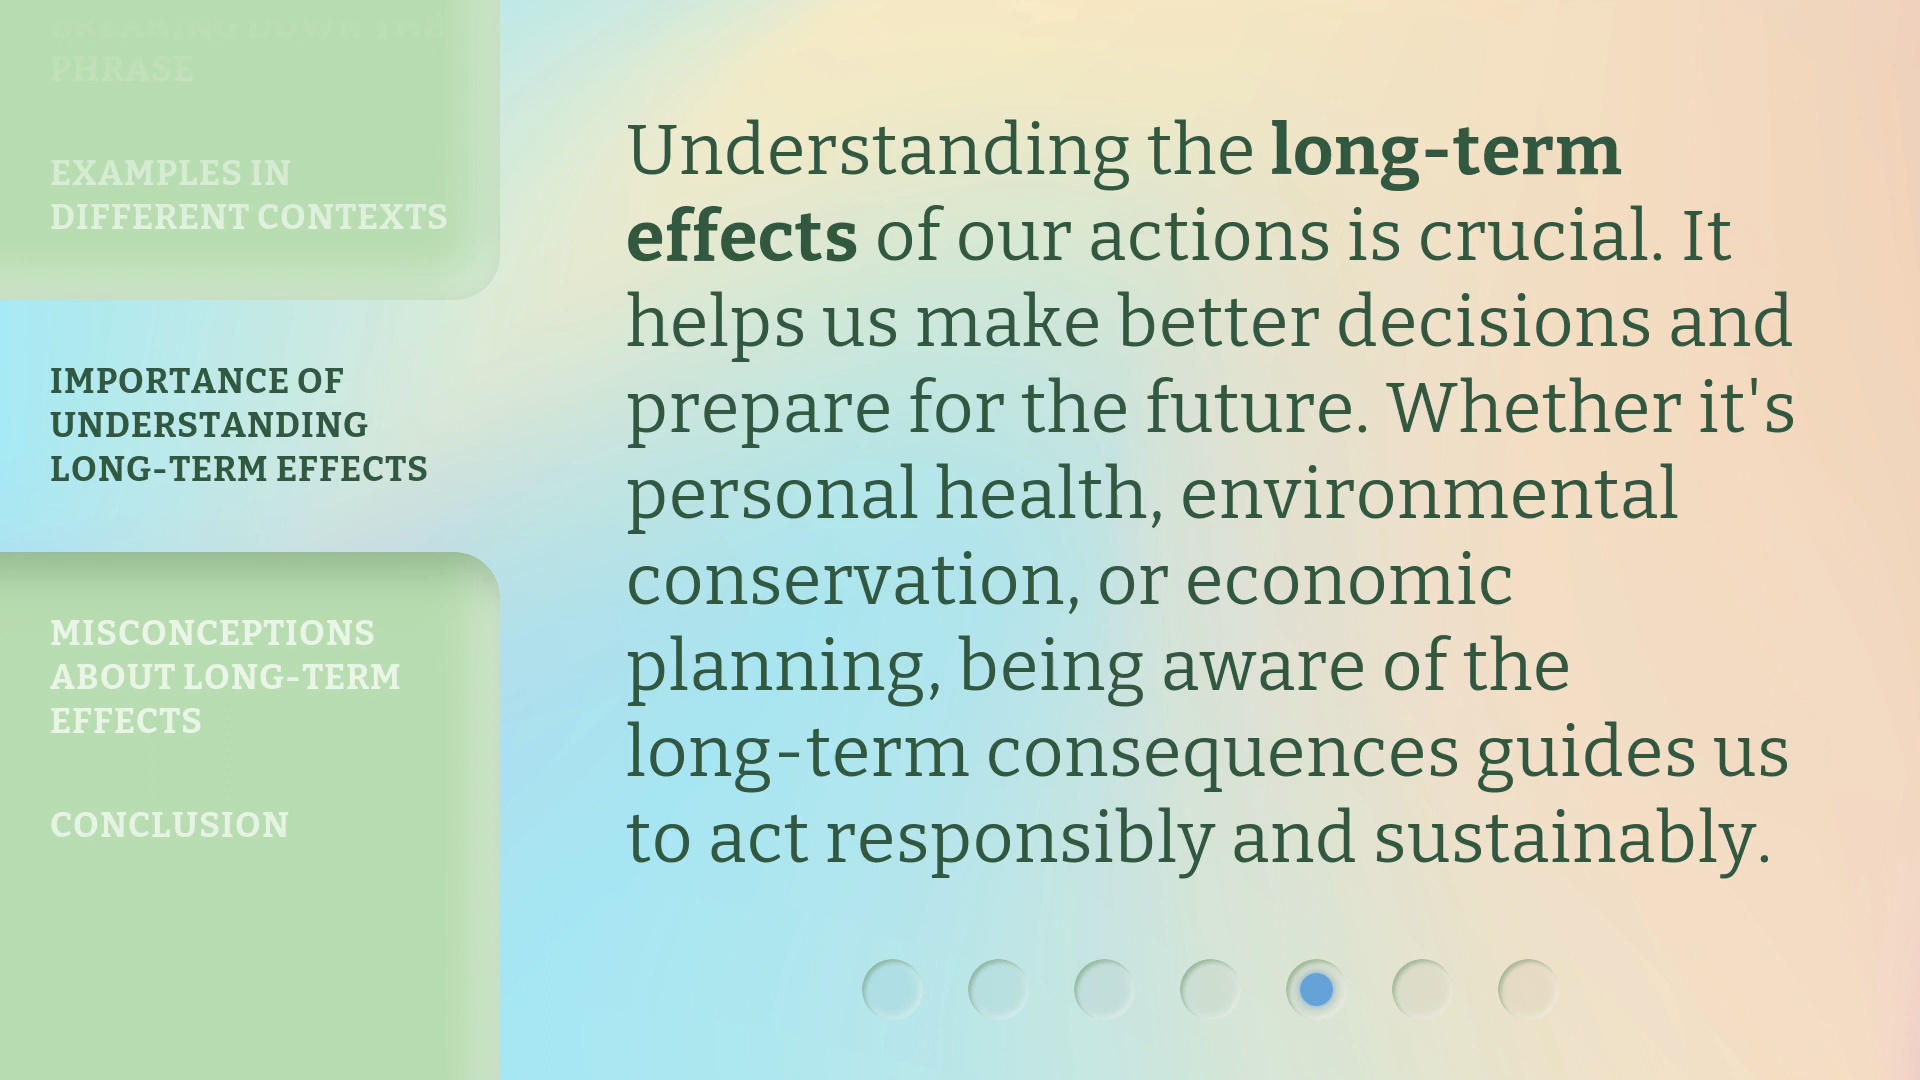 BREAKING DOWN THE
PHRASE
EXAMPLES IN
DIFFERENT CONTEXTS
IMPORTANCE OF
UNDERSTANDING
LONG-TERM EFFECTS
MISCONCEPTIONS
ABOUT LONG-TERM
EFFECTS
CONCLUSION
Understanding the long-term
effects of our actions is crucial. It
helps us make better decisions and
prepare for the future. Whether it's
personal health, environmental
conservation, or economic
planning, being aware of the
long-term consequences guides us
to act responsibly and sustainably.